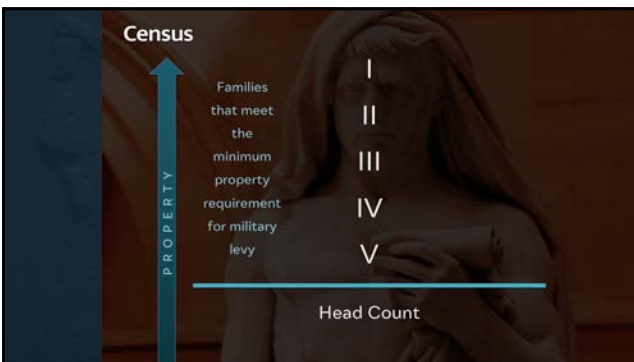 Census
PROPERTY
Families
that meet
the
minimum
property
requirement
for military
levy
I
II
III
IV
V
Head Count